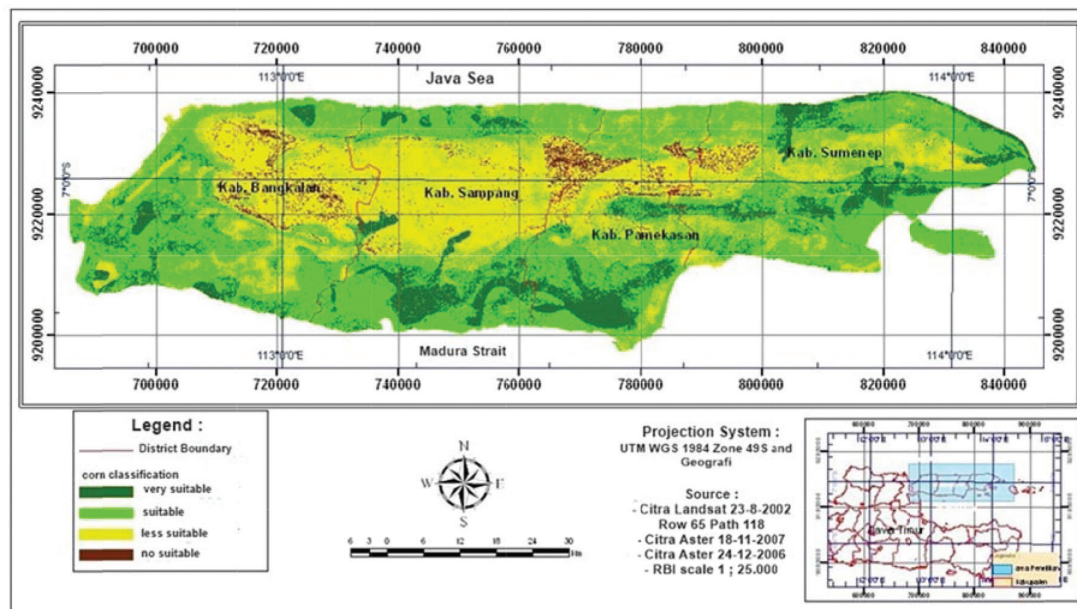 700000 720000 740000 760000 780000 800000 820000 840000
113°0'0"E 114°0'0"E
Java Sea
9240000 9240000
Kab. Sumenep
7°0'0"S 7°0'0"S
Kab. Bangkalan Kab. Sampang
9220000 9220000
Kab. Pamekasan
9200000 9200000
113°0'0"E Madura Strait 114°0'0"E
700000 720000 740000 760000 780000 800000 820000 840000
Legend :
District Boundary
corn classification
very suitable
suitable
less suitable
no suitable
N
W E
S
6 3 0 6 12 18 24 30
Projection System :
UTM WGS 1984 Zone 49S and
Geografi
Source :
- Citra Landsat 23-8-2002
Row 65 Path 118
- Citra Aster 18-11-2007
- Citra Aster 24-12-2006
- RBI scale 1 ; 25.000
Jawa Timur